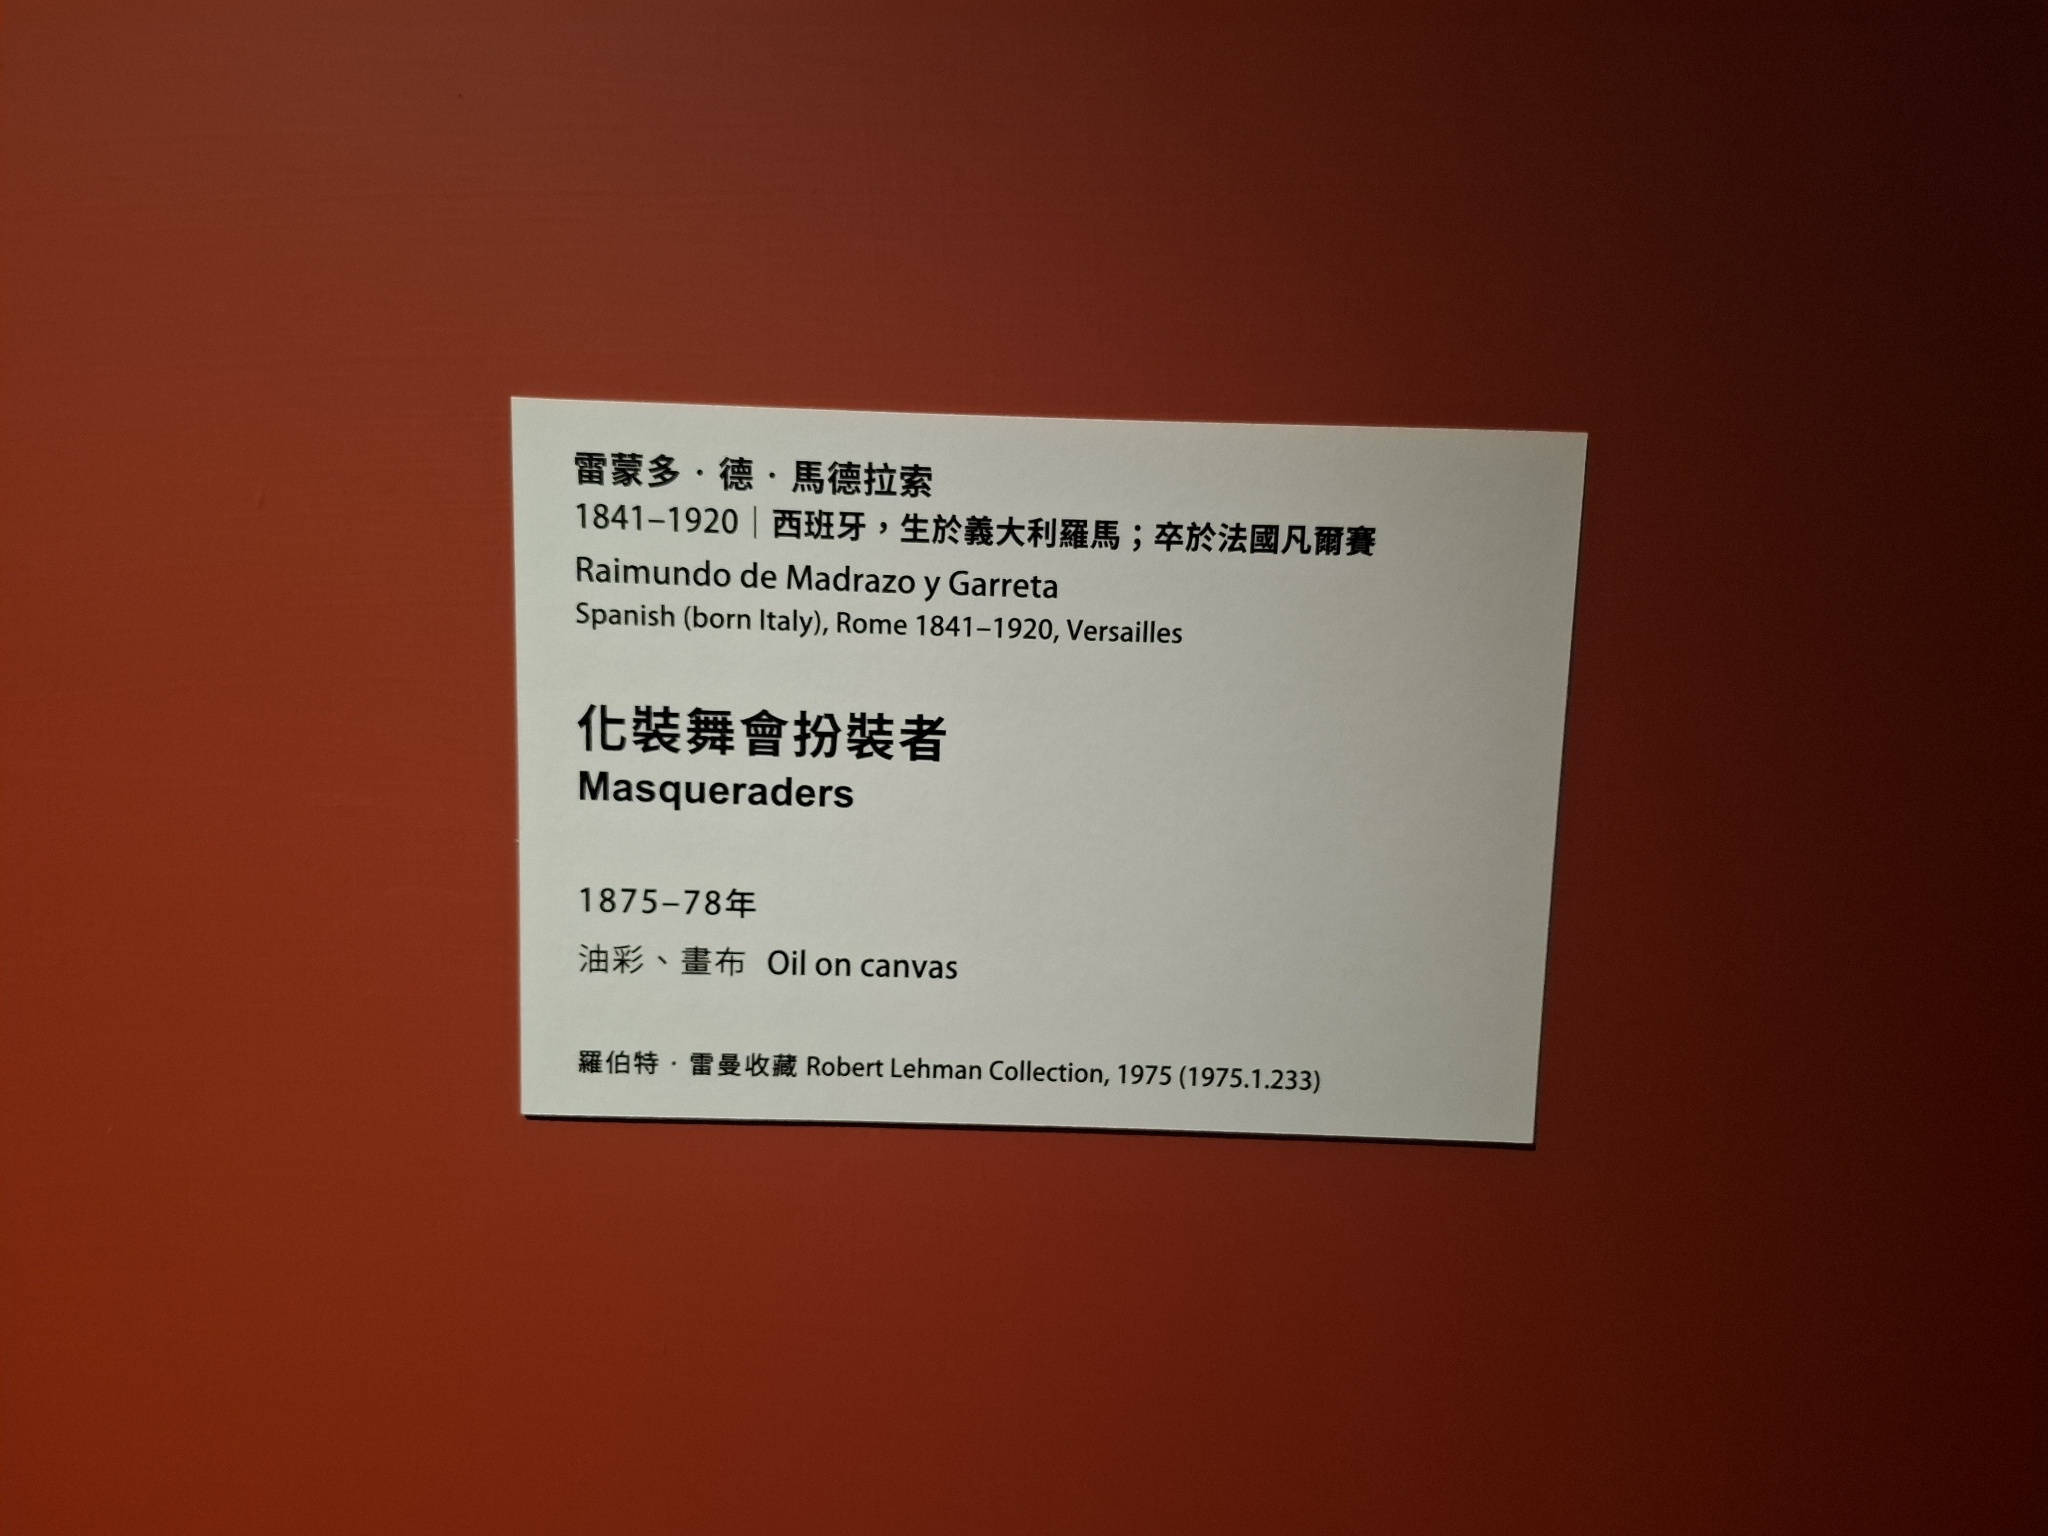 雷蒙多．德．馬德拉索
1841–1920｜西班牙，生於義大利羅馬；卒於法國凡爾賽
Raimundo de Madrazo y Garreta
Spanish (born Italy), Rome 1841–1920, Versailles
化裝舞會扮裝者
Masqueraders
1875–78年
油彩、畫布 Oil on canvas
羅伯特．雷曼收藏 Robert Lehman Collection, 1975 (1975.1.233)